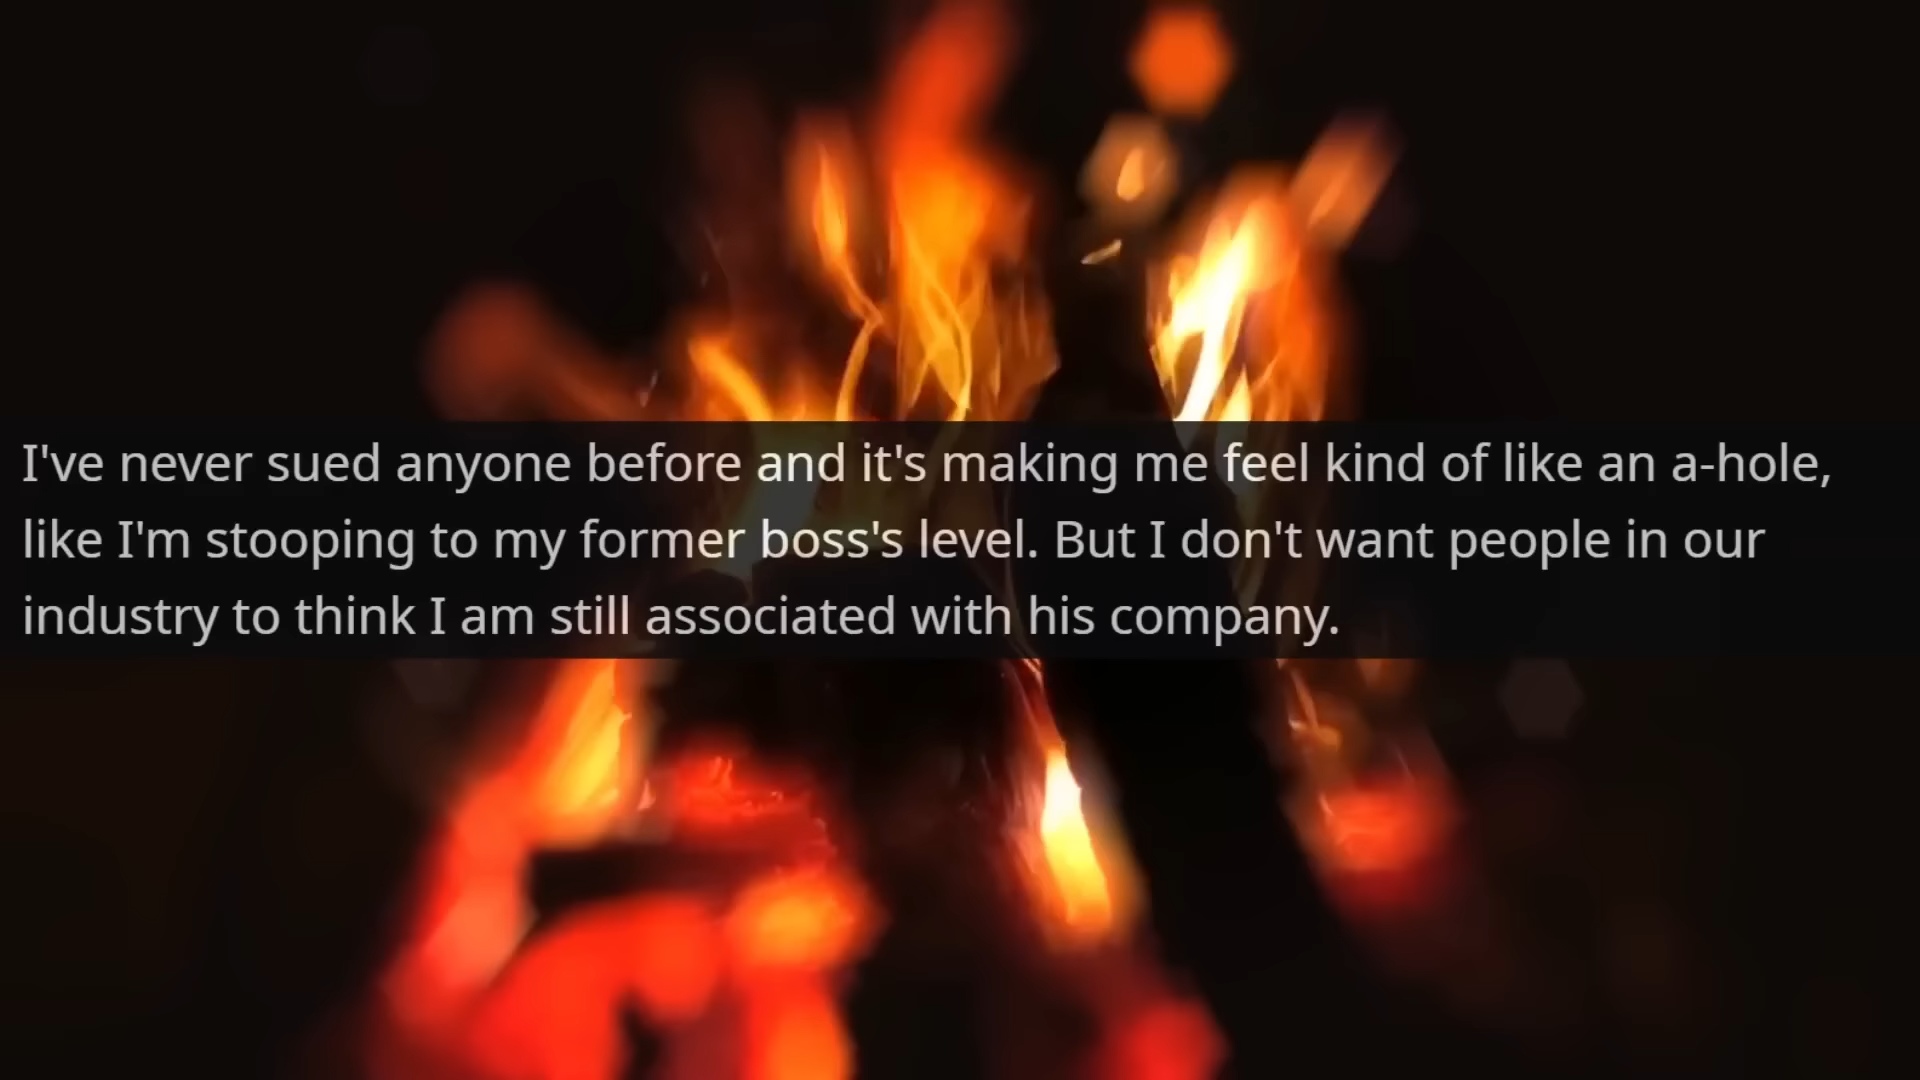 I've never sued anyone before and it's making me feel kind of like an a-hole,
like I'm stooping to my former boss's level. But I don't want people in our
industry to think I am still associated with his company.